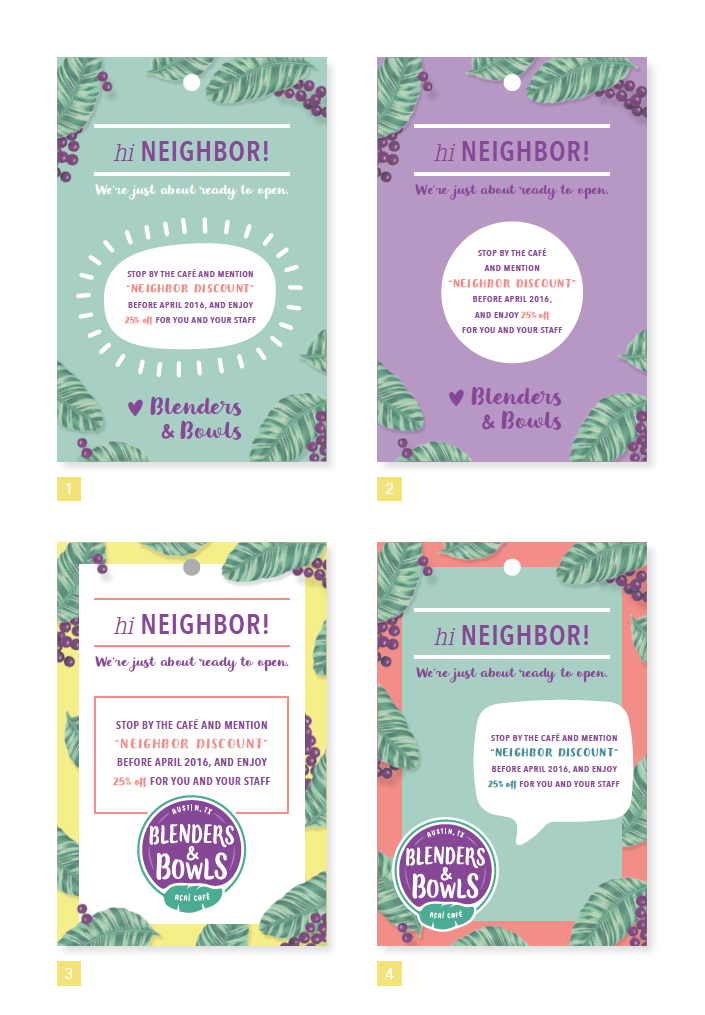 hi NEIGHBOR!
We're just about ready to open.
STOP BY THE CAFÉ AND MENTION
"NEIGHBOR DISCOUNT"
BEFORE APRIL 2016, AND ENJOY
25% off FOR YOU AND YOUR STAFF
Blenders
& Bowls
1
hi NEIGHBOR!
We're just about ready to open.
STOP BY THE CAFÉ
AND MENTION
"NEIGHBOR DISCOUNT"
BEFORE APRIL 2016,
AND ENJOY 25% off
FOR YOU AND YOUR STAFF
Blenders
& Bowls
2
hi NEIGHBOR!
We're just about ready to open.
STOP BY THE CAFÉ AND MENTION
"NEIGHBOR DISCOUNT"
BEFORE APRIL 2016, AND ENJOY
25% off FOR YOU AND YOUR STAFF
AUSTIN, TX
BLENDERS
&
BOWLS
AÇAÍ CAFÉ
3
hi NEIGHBOR!
We're just about ready to open.
STOP BY THE CAFÉ AND MENTION
"NEIGHBOR DISCOUNT"
BEFORE APRIL 2016, AND ENJOY
25% off FOR YOU AND YOUR STAFF
AUSTIN, TX
BLENDERS
&
BOWLS
AÇAÍ CAFÉ
4